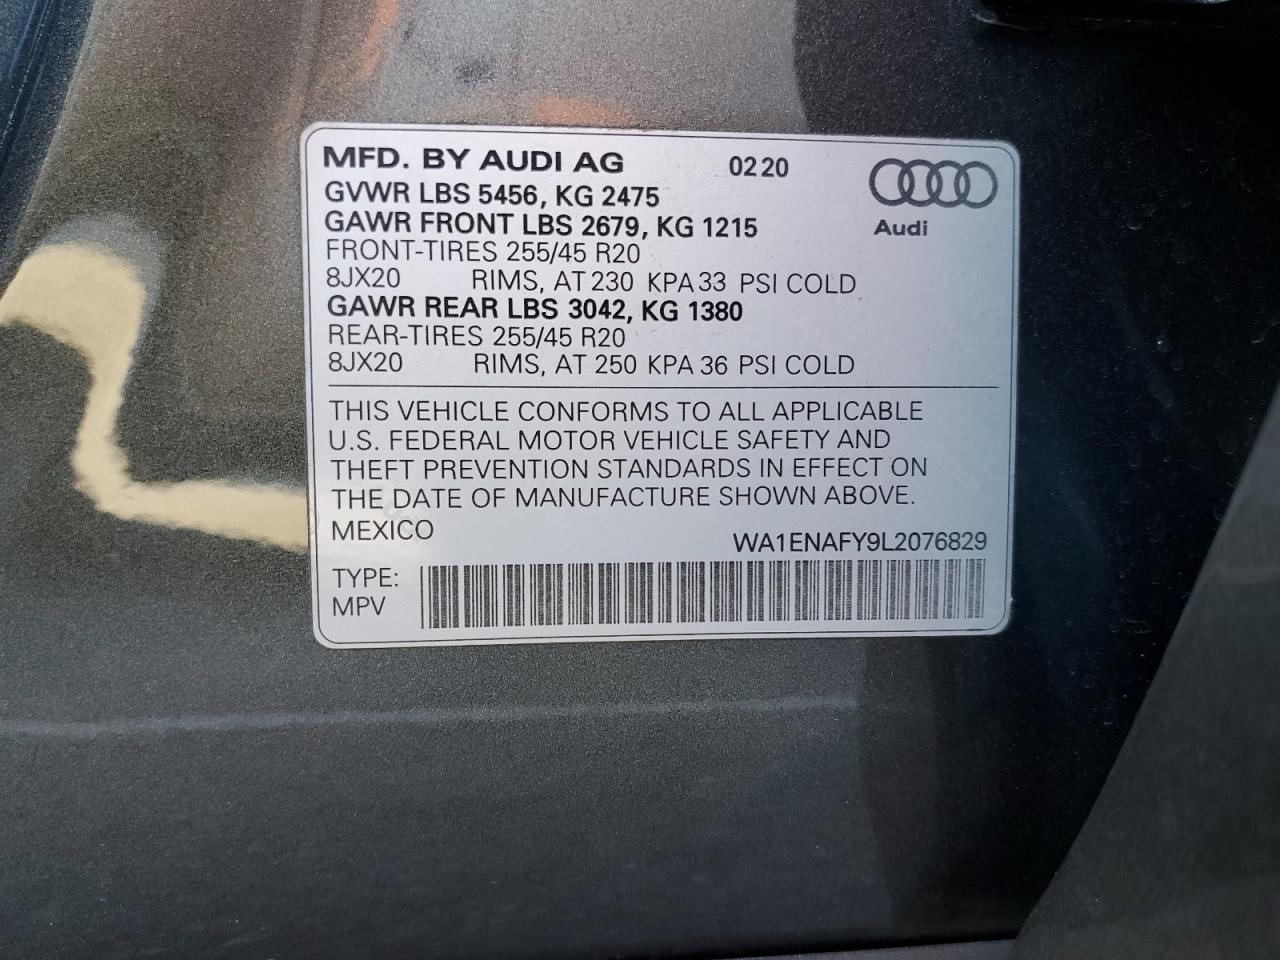 MFD. BY AUDI AG 02 20
GVWR LBS 5456, KG 2475
GAWR FRONT LBS 2679, KG 1215
Audi
FRONT-TIRES 255/45 R20
8JX20 RIMS, AT 230 KPA 33 PSI COLD
GAWR REAR LBS 3042, KG 1380
REAR-TIRES 255/45 R20
8JX20 RIMS, AT 250 KPA 36 PSI COLD
THIS VEHICLE CONFORMS TO ALL APPLICABLE
U.S. FEDERAL MOTOR VEHICLE SAFETY AND
THEFT PREVENTION STANDARDS IN EFFECT ON
THE DATE OF MANUFACTURE SHOWN ABOVE.
MEXICO
WA1ENAFY9L2076829
TYPE:
MPV